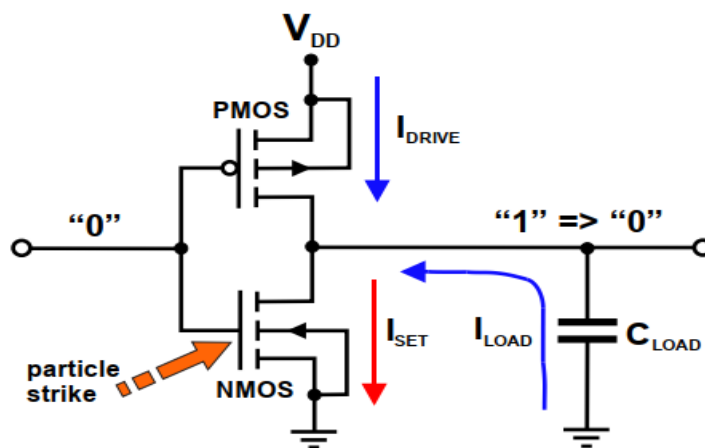 VDD
PMOS
IDRIVE
“0”
“1” => “0”
ISET
ILOAD
CLOAD
particle
strike
NMOS